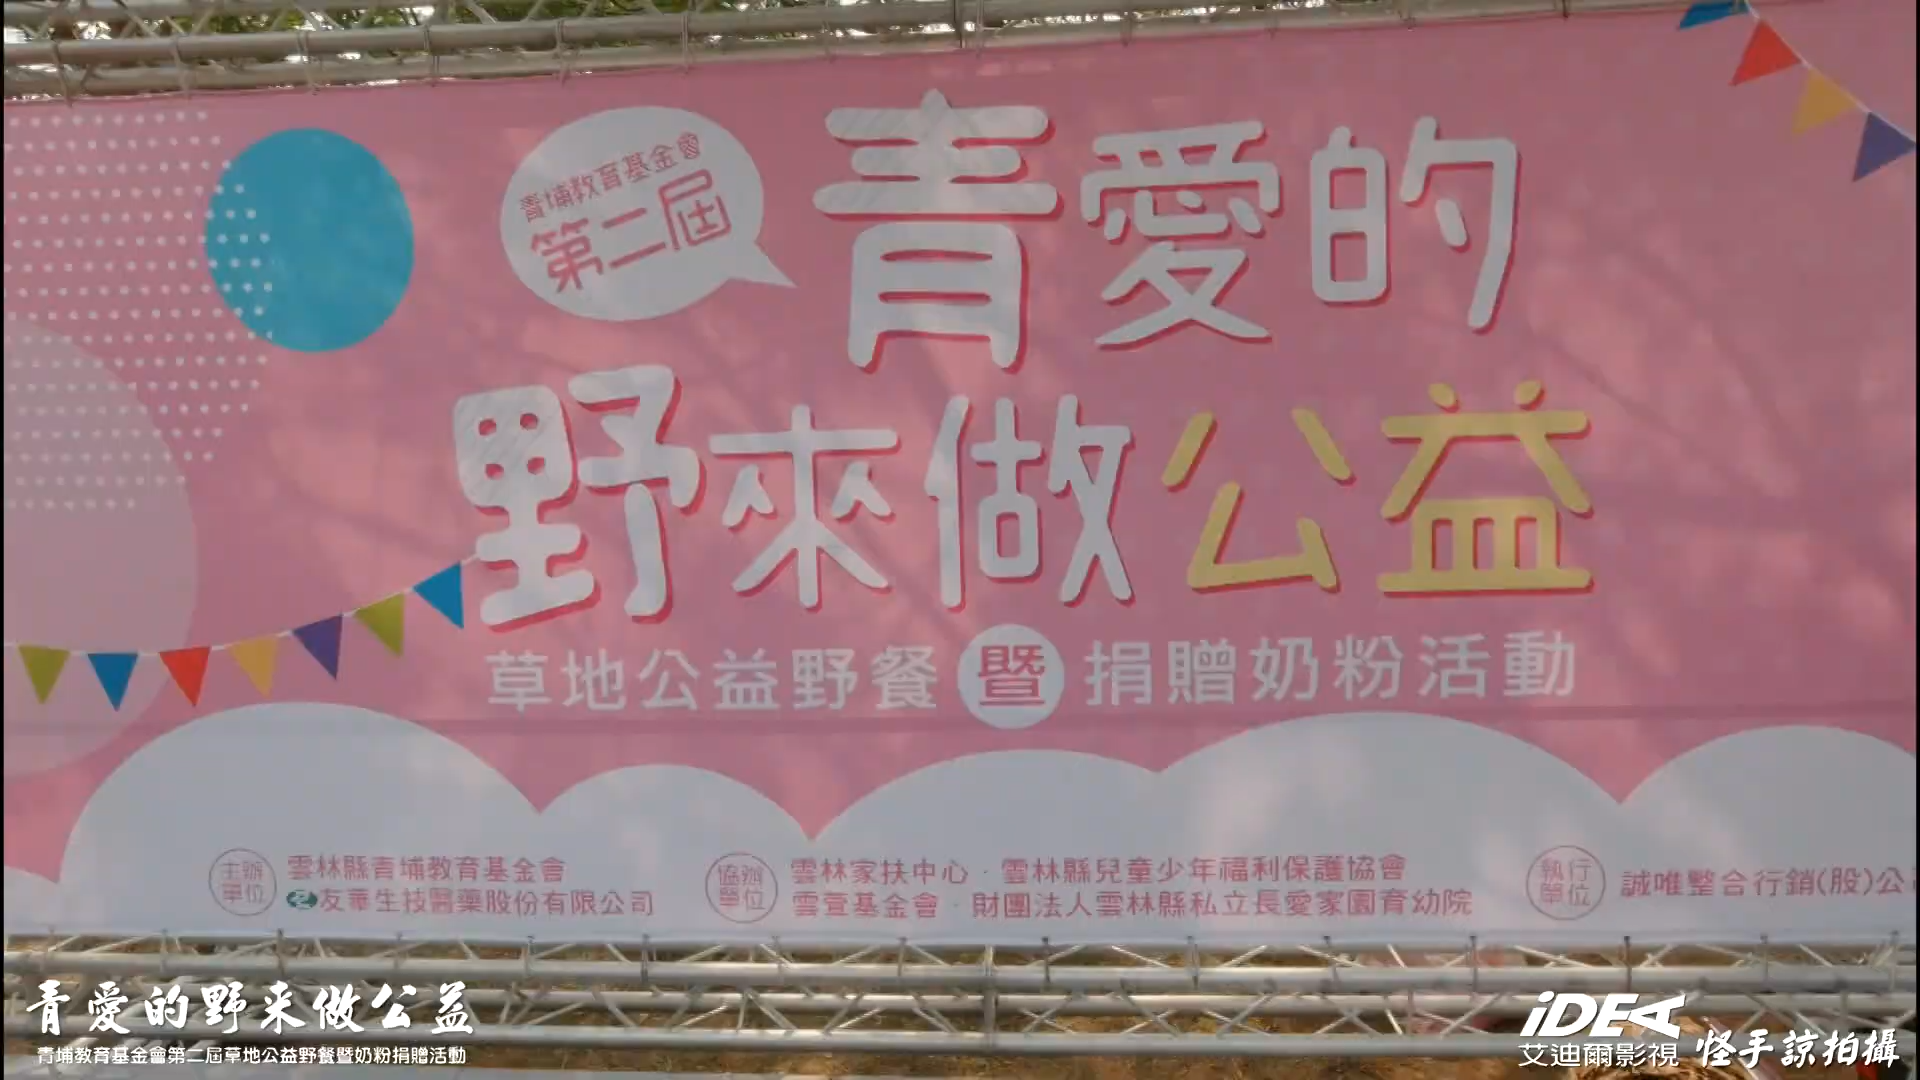 青埔教育基金會
第二屆
青愛的
野來做公益
草地公益野餐暨捐贈奶粉活動
主辦單位
雲林縣青埔教育基金會
友華生技醫藥股份有限公司
協辦單位
雲林家扶中心．雲林縣兒童少年福利保護協會
雲萱基金會．財團法人雲林縣私立長愛家園育幼院
執行單位
誠唯整合行銷(股)公
青愛的野来做公益
青埔教育基金會第二屆草地公益野餐暨奶粉捐贈活動
iDEA
艾迪爾影視
怪手諒拍攝